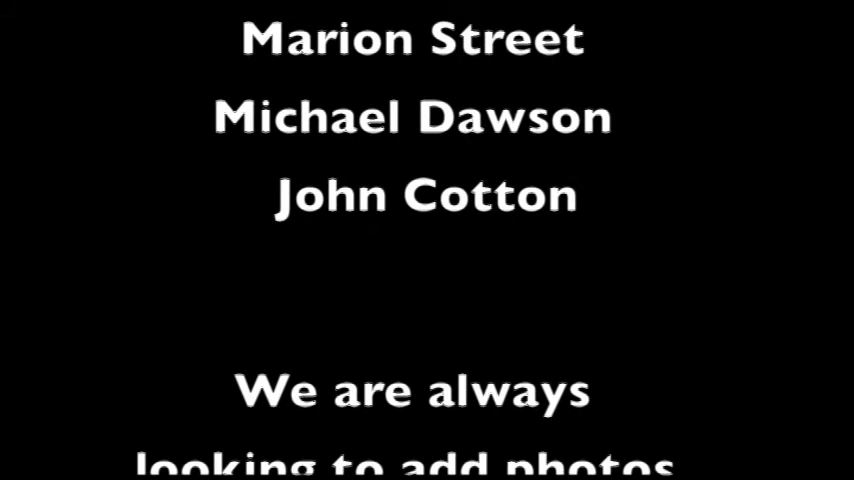 Marion Street
Michael Dawson
John Cotton
We are always
looking to add photos